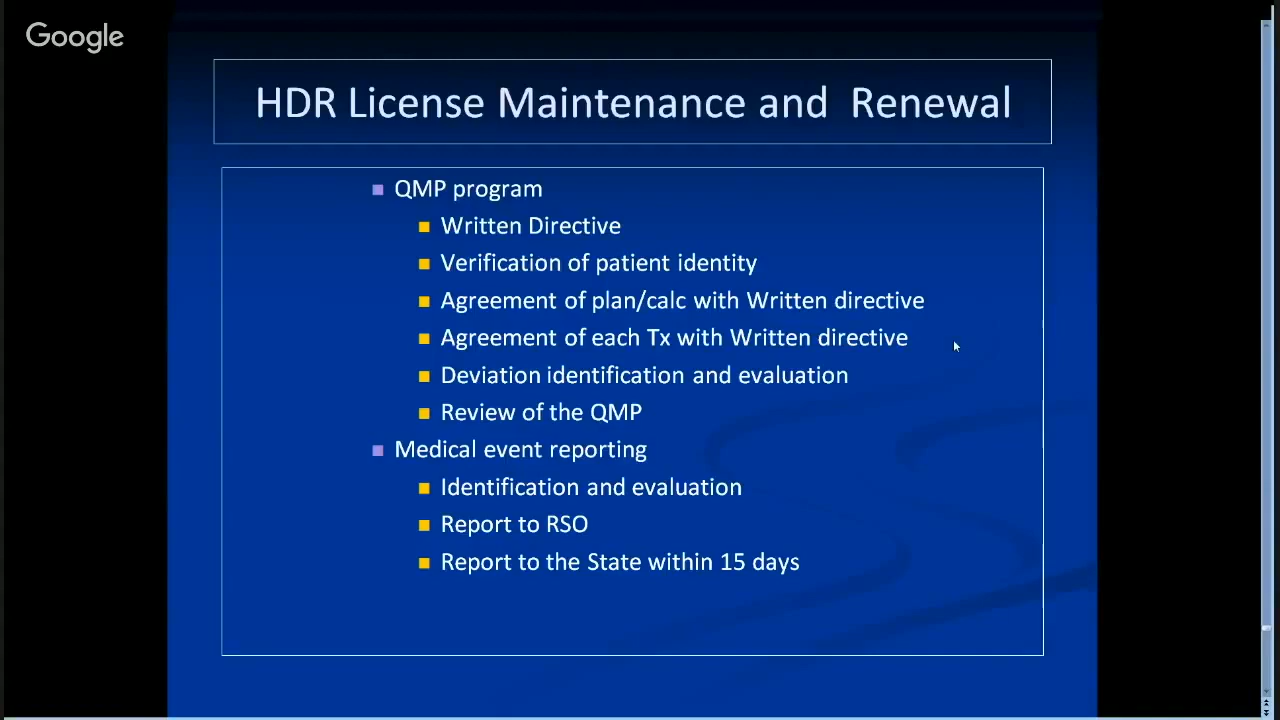 Google
HDR License Maintenance and Renewal
QMP program
Written Directive
Verification of patient identity
Agreement of plan/calc with Written directive
Agreement of each Tx with Written directive
Deviation identification and evaluation
Review of the QMP
Medical event reporting
Identification and evaluation
Report to RSO
Report to the State within 15 days